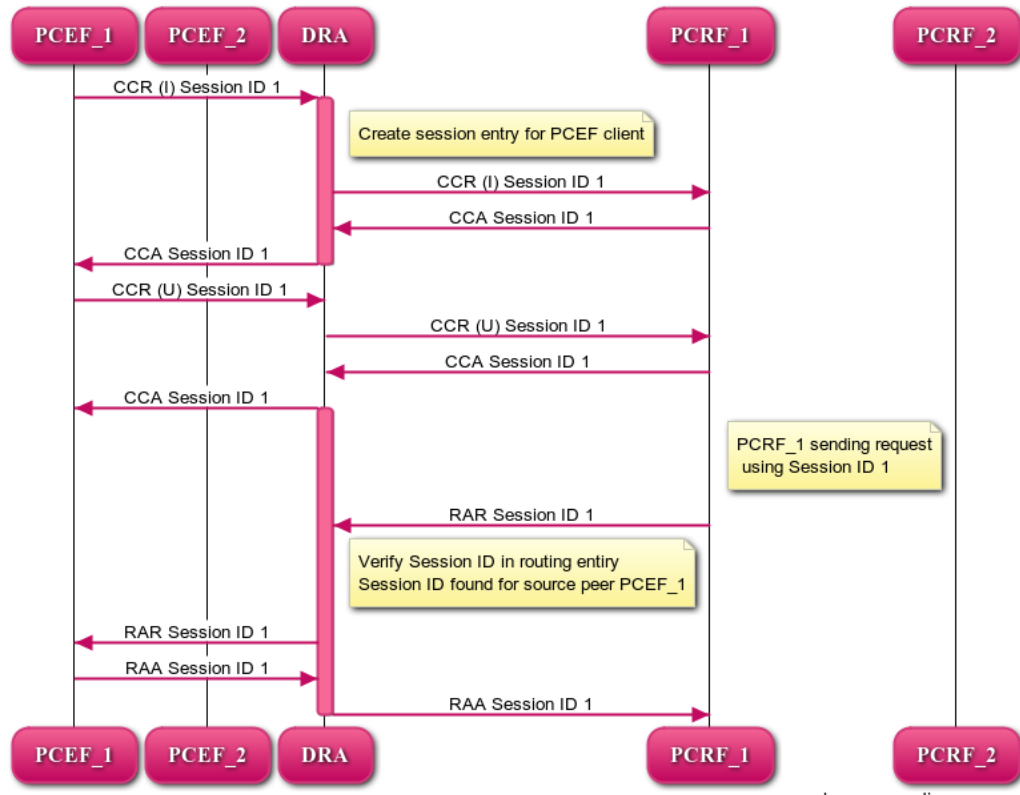 PCEF_1 PCEF_2 DRA PCRF_1 PCRF_2
CCR (I) Session ID 1
Create session entry for PCEF client
CCR (I) Session ID 1
CCA Session ID 1
CCA Session ID 1
CCR (U) Session ID 1
CCR (U) Session ID 1
CCA Session ID 1
CCA Session ID 1
PCRF_1 sending request
using Session ID 1
RAR Session ID 1
Verify Session ID in routing entiry
Session ID found for source peer PCEF_1
RAR Session ID 1
RAA Session ID 1
RAA Session ID 1
PCEF_1 PCEF_2 DRA PCRF_1 PCRF_2